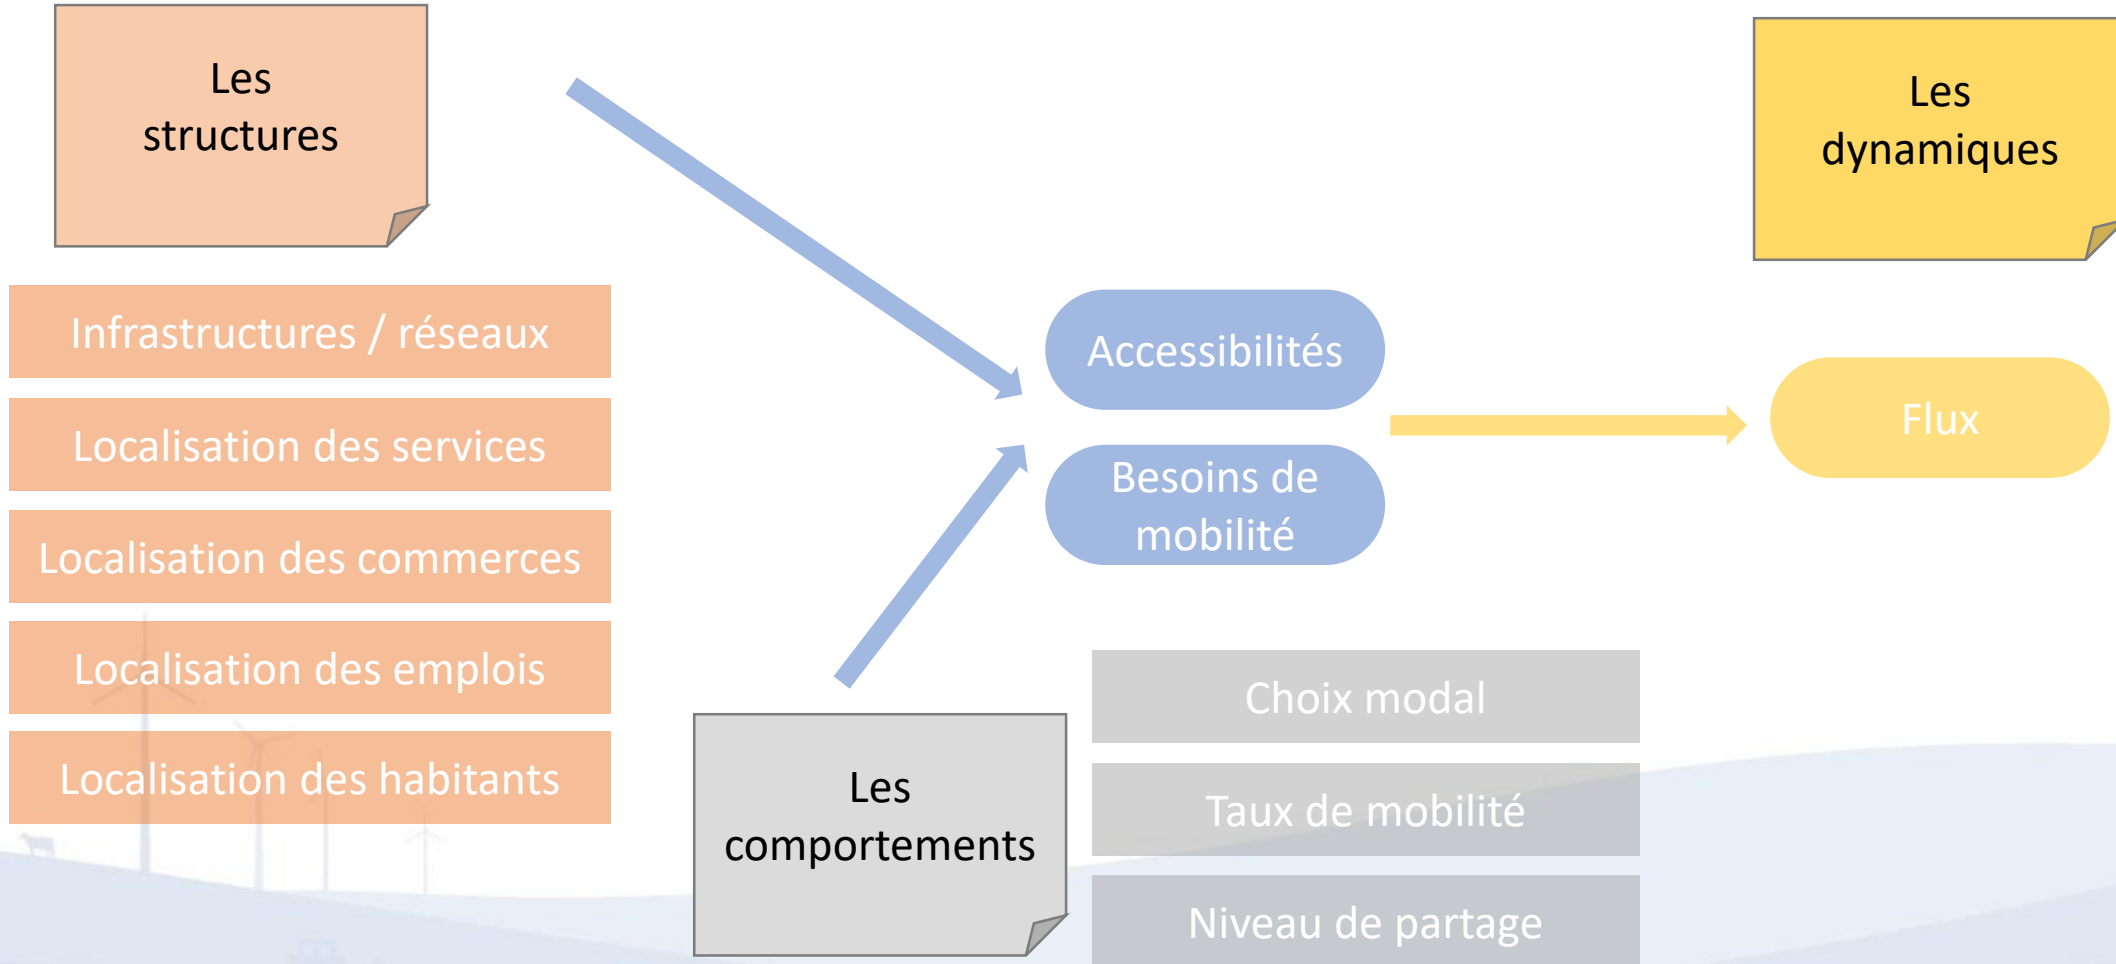 Les
structures
Infrastructures / réseaux
Localisation des services
Localisation des commerces
Localisation des emplois
Localisation des habitants
Accessibilités
Besoins de
mobilité
Les
comportements
Choix modal
Taux de mobilité
Niveau de partage
Les
dynamiques
Flux